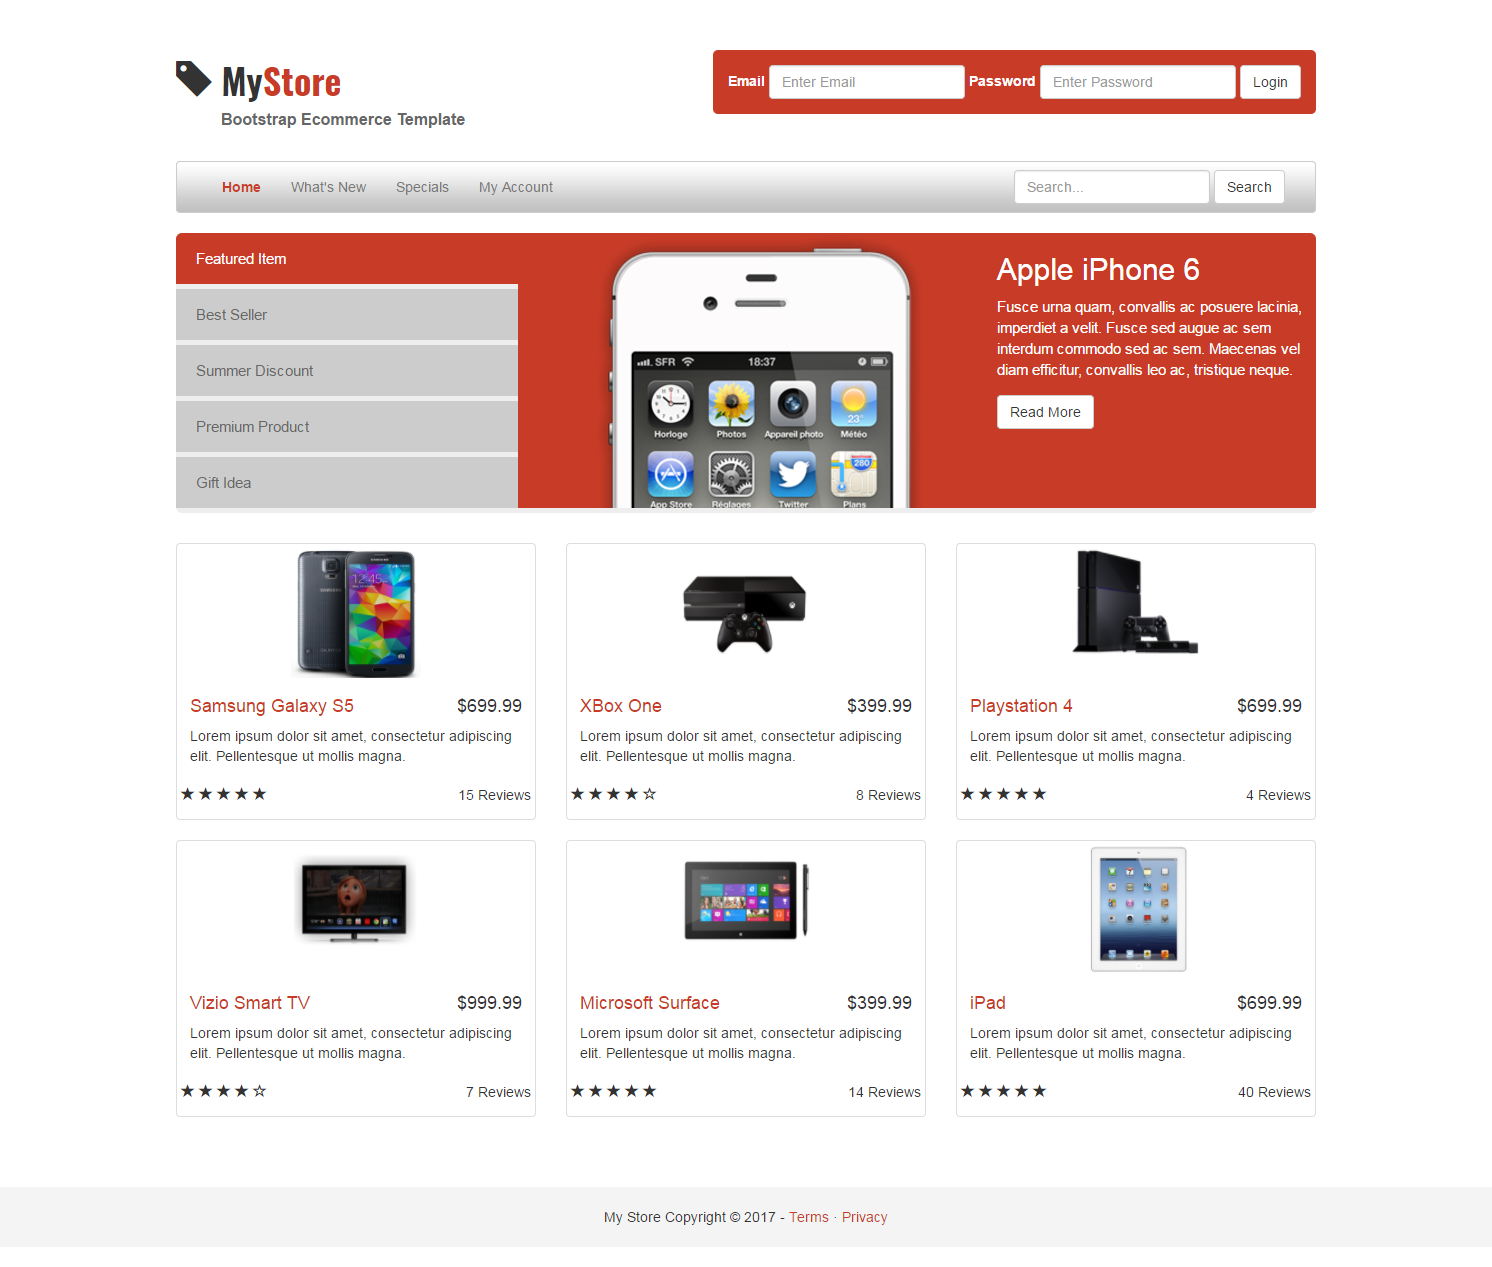 MyStore
Bootstrap Ecommerce Template
Email Enter Email Password Enter Password Login
Home What's New Specials My Account Search... Search
Featured Item
Best Seller
Summer Discount
Premium Product
Gift Idea
SFR 18:37
Horloge Photos Appareil photo Météo
23°
280
App Store Réglages Twitter Plans
Apple iPhone 6
Fusce urna quam, convallis ac posuere lacinia,
imperdiet a velit. Fusce sed augue ac sem
interdum commodo sed ac sem. Maecenas vel
diam efficitur, convallis leo ac, tristique neque.
Read More
12:45
SAMSUNG
Samsung Galaxy S5 $699.99
Lorem ipsum dolor sit amet, consectetur adipiscing
elit. Pellentesque ut mollis magna.
15 Reviews
XBox One $399.99
Lorem ipsum dolor sit amet, consectetur adipiscing
elit. Pellentesque ut mollis magna.
8 Reviews
Playstation 4 $699.99
Lorem ipsum dolor sit amet, consectetur adipiscing
elit. Pellentesque ut mollis magna.
4 Reviews
Vizio Smart TV $999.99
Lorem ipsum dolor sit amet, consectetur adipiscing
elit. Pellentesque ut mollis magna.
7 Reviews
Microsoft Surface $399.99
Lorem ipsum dolor sit amet, consectetur adipiscing
elit. Pellentesque ut mollis magna.
14 Reviews
iPad $699.99
Lorem ipsum dolor sit amet, consectetur adipiscing
elit. Pellentesque ut mollis magna.
40 Reviews
My Store Copyright © 2017 - Terms · Privacy